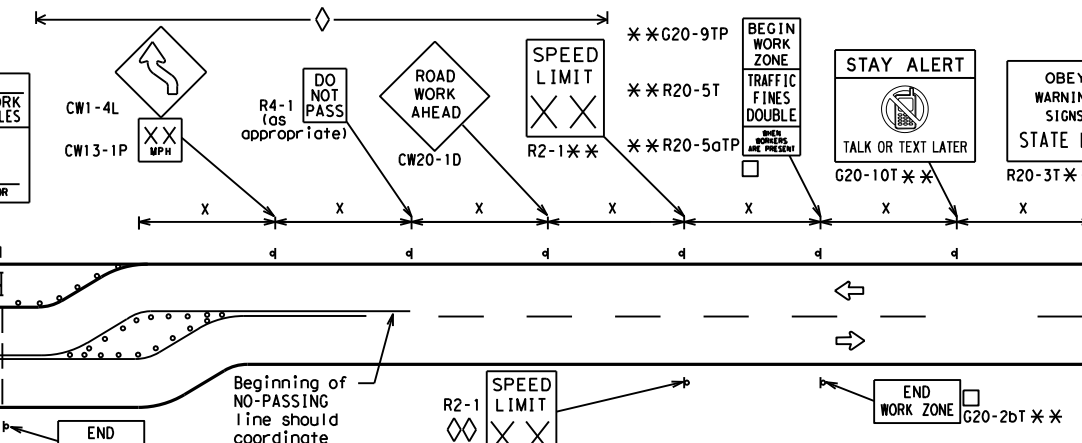 CW1-4L
XX
MPH
CW13-1P
DO
NOT
PASS
R4-1
(as
appropriate)
ROAD
WORK
AHEAD
CW20-1D
SPEED
LIMIT
X X
R2-1**
**G20-9TP
**R20-5T
**R20-5aTP
BEGIN
WORK
ZONE
TRAFFIC
FINES
DOUBLE
WHEN
WORKERS
ARE PRESENT
STAY ALERT
TALK OR TEXT LATER
G20-10T**
OBEY
WARNIN
SIGNS
STATE
R20-3T*
X X X X X X X
Beginning of
NO-PASSING
line should
coordinate
R2-1
SPEED
LIMIT
X X
END
WORK ZONE
G20-2bT **
END